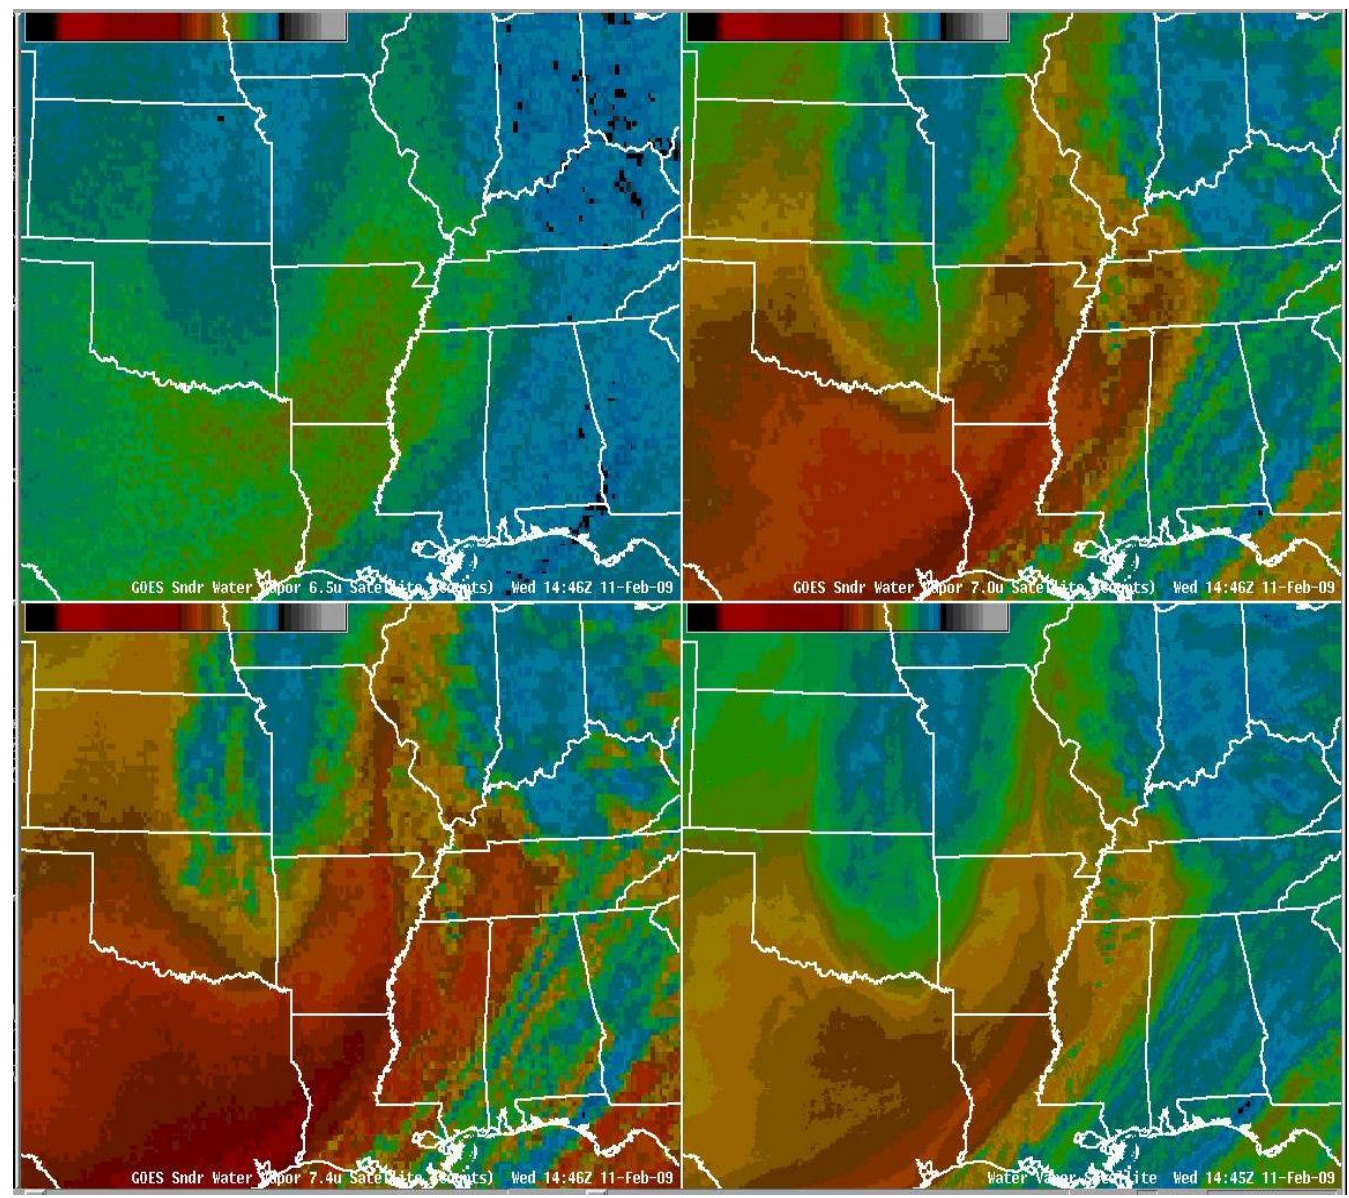 GOES Sndr Water Vapor 6.5u Satellite (Counts) Wed 14:46Z 11-Feb-09
GOES Sndr Water Vapor 7.0u Satellite (Counts) Wed 14:46Z 11-Feb-09
GOES Sndr Water Vapor 7.4u Satellite (Counts) Wed 14:46Z 11-Feb-09
Water Vapor Satellite Wed 14:45Z 11-Feb-09